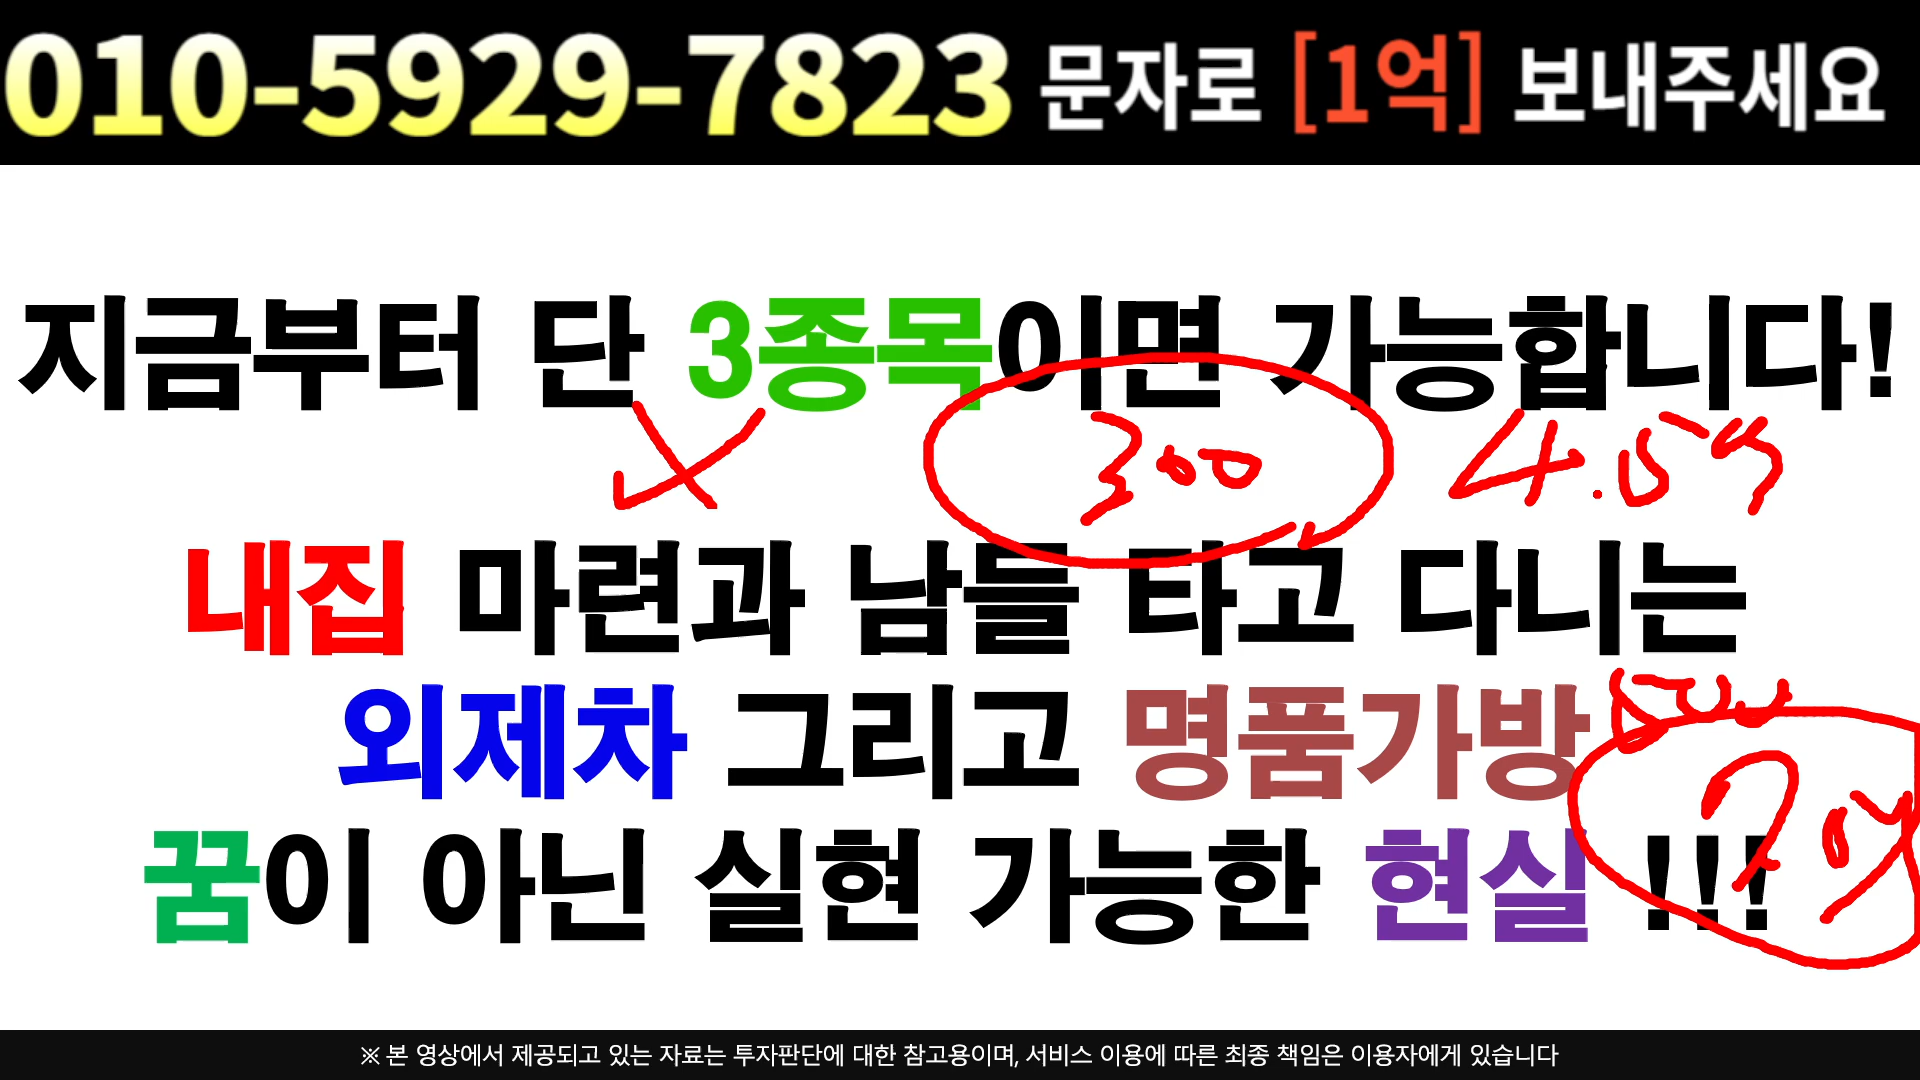 010-5929-7823 문자로 [1억] 보내주세요
지금부터 단 3종목이면 가능합니다!
300 4.5억
내집 마련과 남들 타고 다니는
외제차 그리고 명품가방
꿈이 아닌 실현 가능한 현실 !!!
※ 본 영상에서 제공되고 있는 자료는 투자판단에 대한 참고용이며, 서비스 이용에 따른 최종 책임은 이용자에게 있습니다